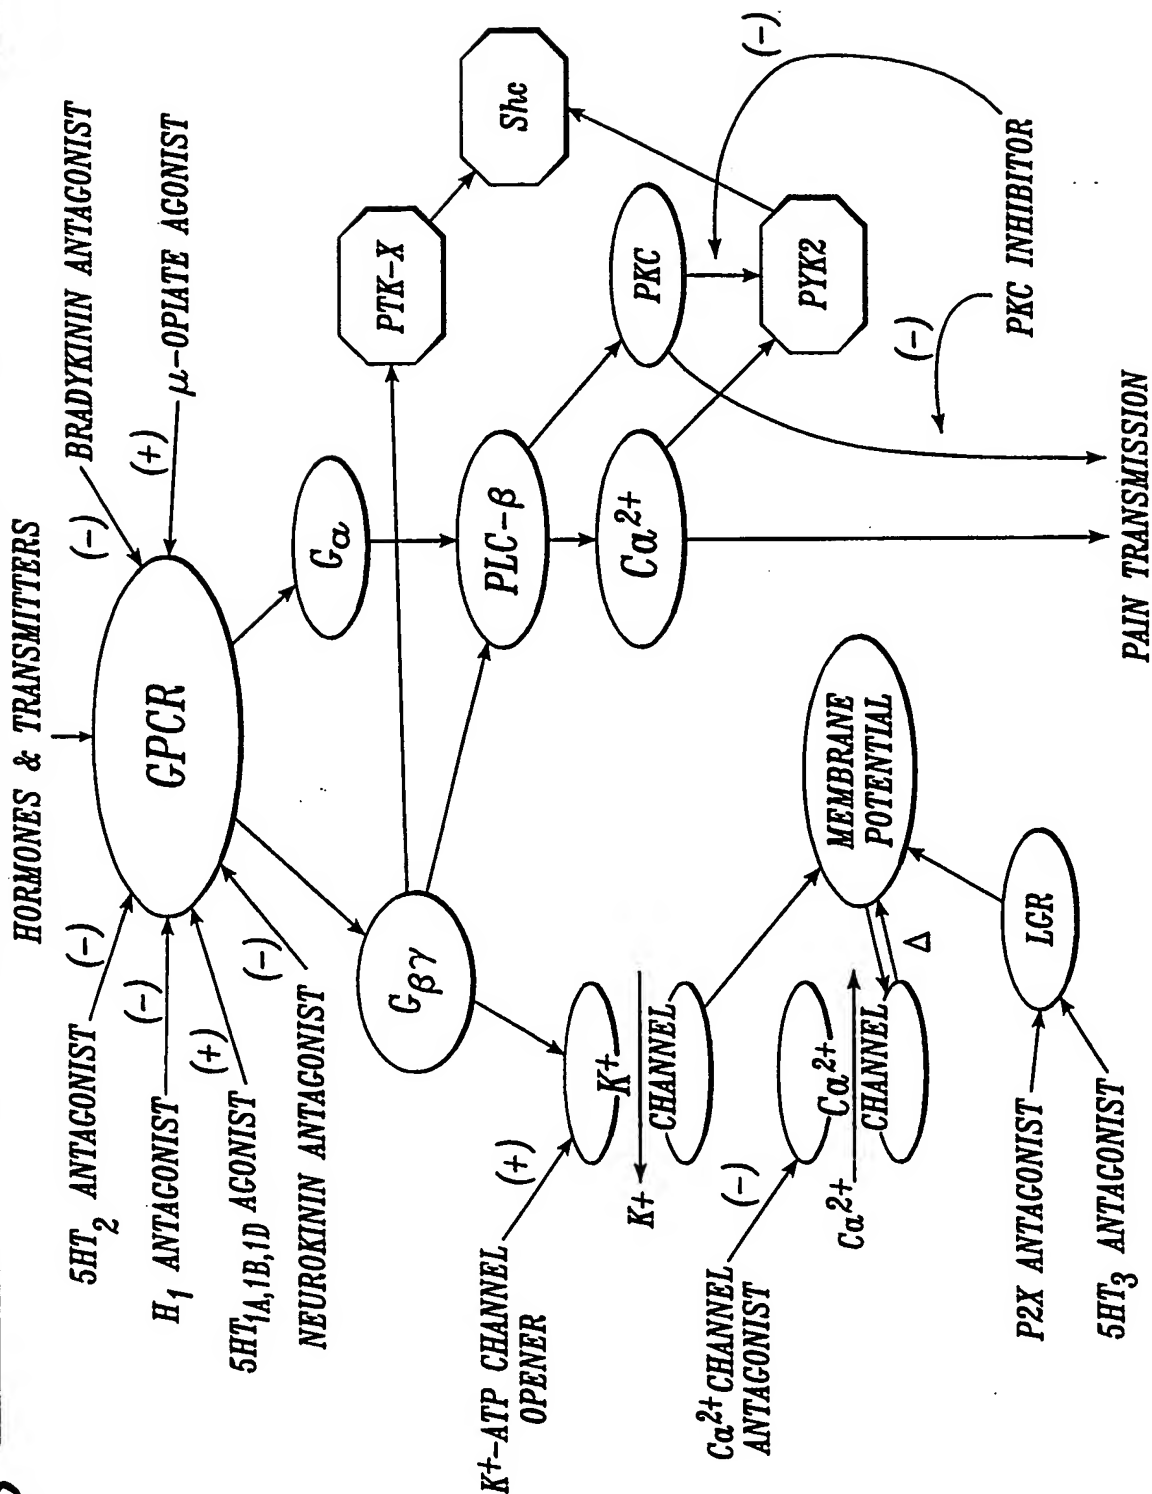 HORMONES & TRANSMITTERS
5HT2 ANTAGONIST
(-)
(-)
BRADYKININ ANTAGONIST
H1 ANTAGONIST
(-)
GPCR
(+)
μ-OPIATE AGONIST
5HT1A,1B,1D AGONIST
(+)
NEUROKININ ANTAGONIST
(-)
Gα
Gβγ
PTK-X
K+-ATP CHANNEL
OPENER
(+)
PLC-β
Shc
K+
K+
CHANNEL
Ca2+
PKC
(-)
Ca2+ CHANNEL
ANTAGONIST
(-)
Ca2+
Ca2+
CHANNEL
MEMBRANE
POTENTIAL
Δ
PYK2
(-)
P2X ANTAGONIST
LGR
PKC INHIBITOR
5HT3 ANTAGONIST
PAIN TRANSMISSION